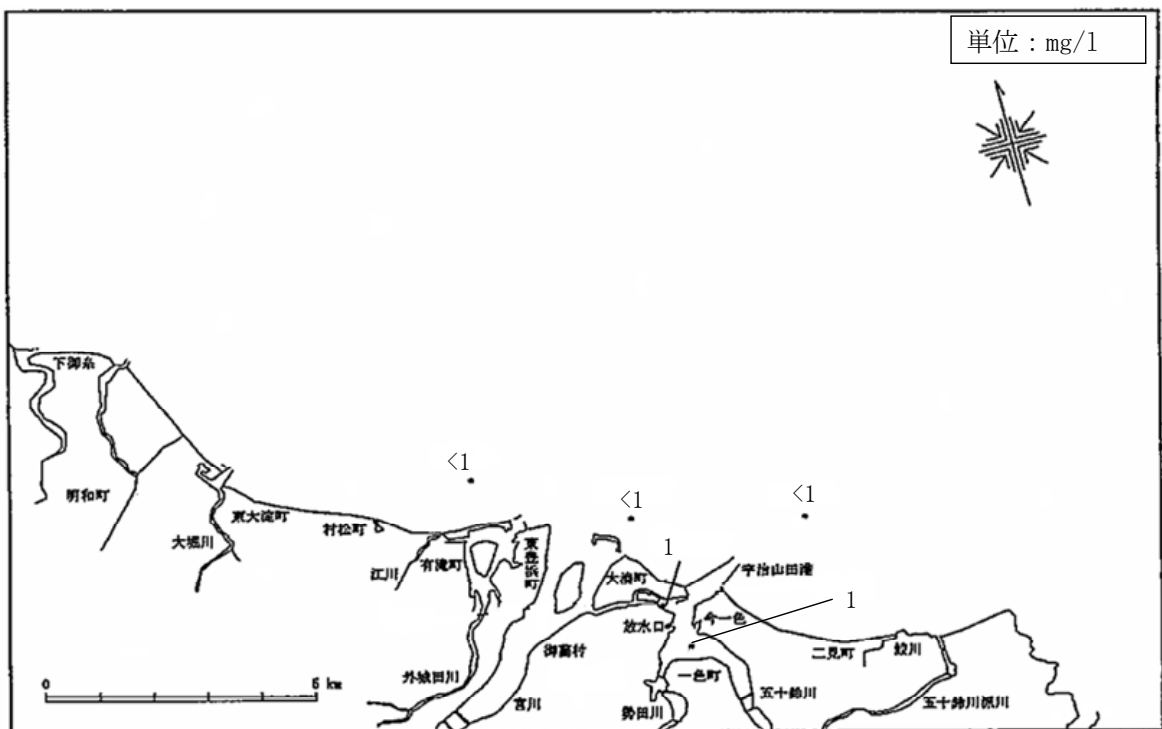 単位：mg/l
下御糸
<1
<1
<1
明和町
東大淀町
村松町
大堀川
江川
有滝町
東豊浜町
大湊町
1
宇治山田港
放水口
今一色
1
御薗村
二見町
鮫川
外城田川
一色町
0
5 km
宮川
勢田川
五十鈴川
五十鈴川派川